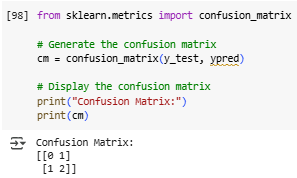 [98] from sklearn.metrics import confusion_matrix
# Generate the confusion matrix
cm = confusion_matrix(y_test, ypred)
# Display the confusion matrix
print("Confusion Matrix:")
print(cm)
Confusion Matrix:
[[0 1]
 [1 2]]